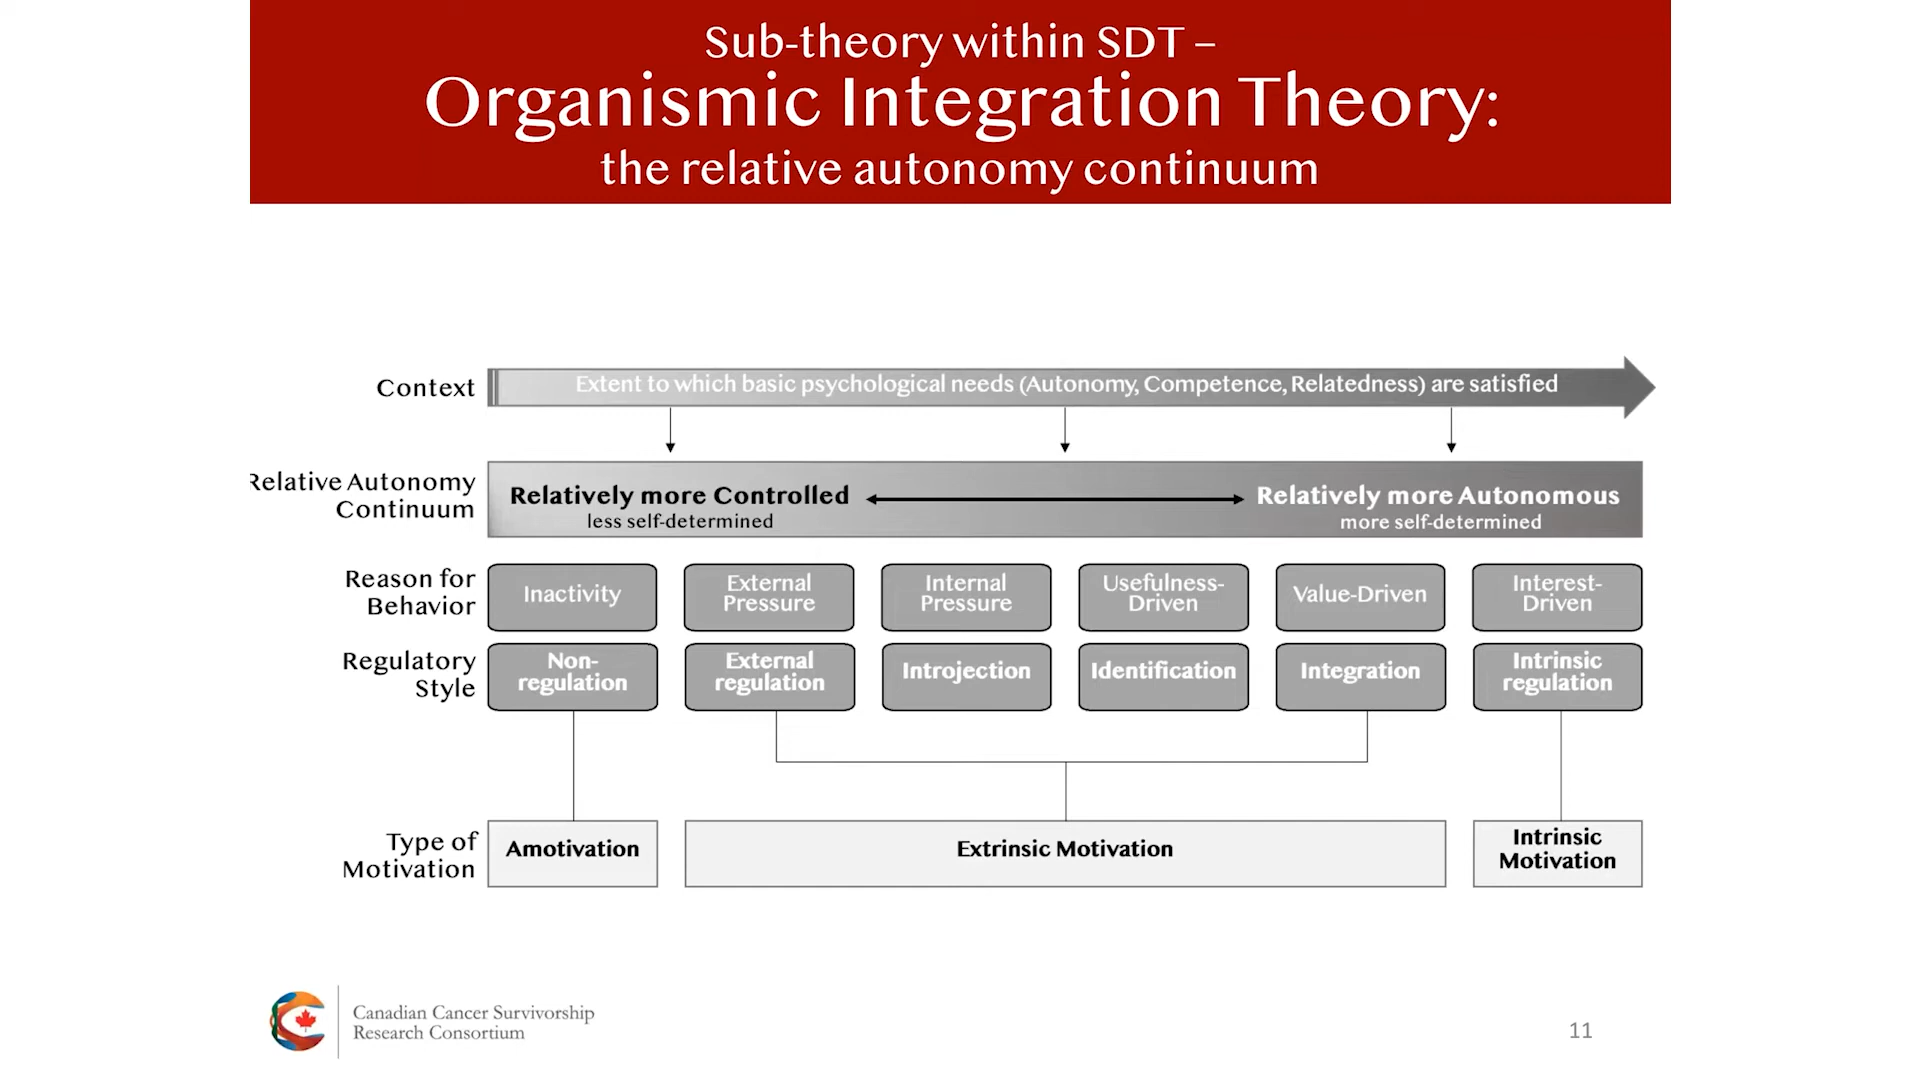 Sub-theory within SDT –
Organismic Integration Theory:
the relative autonomy continuum
Context
Extent to which basic psychological needs (Autonomy, Competence, Relatedness) are satisfied
Relative Autonomy
Continuum
Relatively more Controlled
less self-determined
Relatively more Autonomous
more self-determined
Reason for
Behavior
Inactivity
External
Pressure
Internal
Pressure
Usefulness-
Driven
Value-Driven
Interest-
Driven
Regulatory
Style
Non-
regulation
External
regulation
Introjection
Identification
Integration
Intrinsic
regulation
Type of
Motivation
Amotivation
Extrinsic Motivation
Intrinsic
Motivation
Canadian Cancer Survivorship
Research Consortium
11